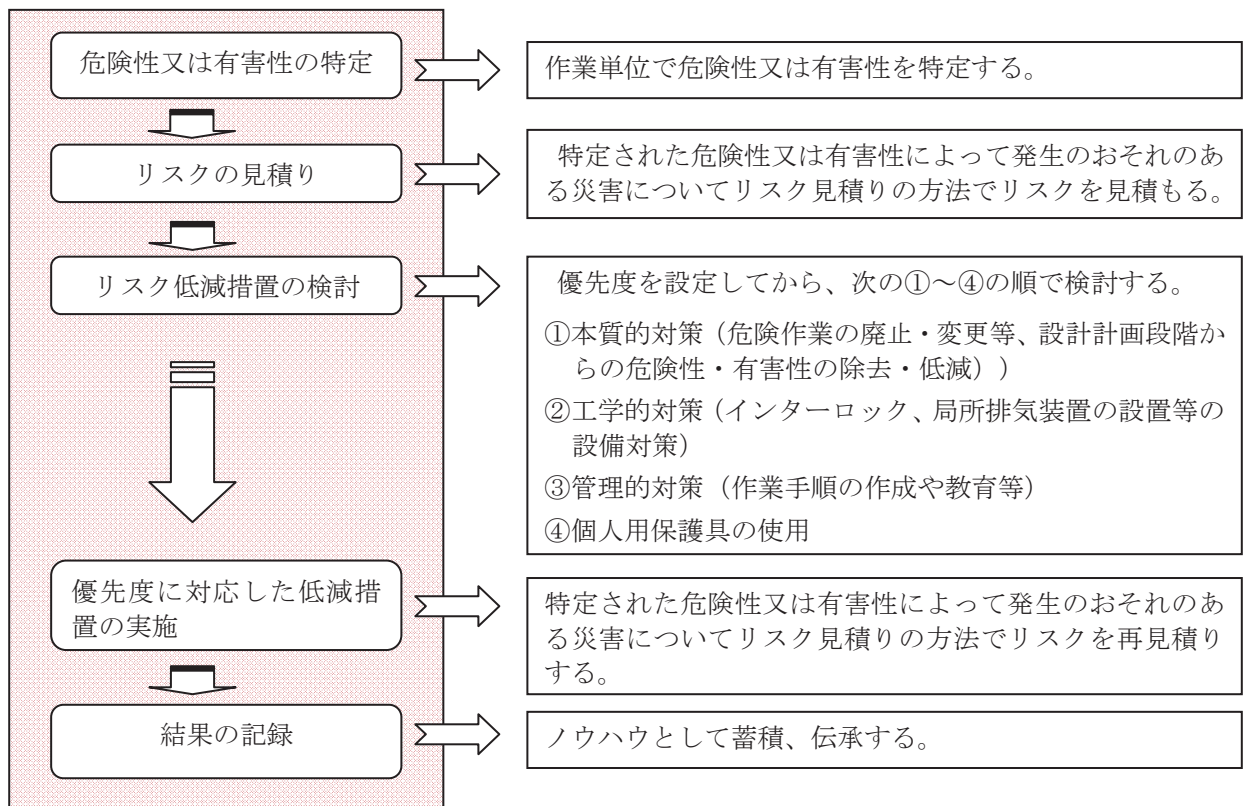 危険性又は有害性の特定
作業単位で危険性又は有害性を特定する。
リスクの見積り
特定された危険性又は有害性によって発生のおそれのあ
る災害についてリスク見積りの方法でリスクを見積もる。
リスク低減措置の検討
優先度を設定してから、次の①～④の順で検討する。
①本質的対策（危険作業の廃止・変更等、設計計画段階か
らの危険性・有害性の除去・低減））
②工学的対策（インターロック、局所排気装置の設置等の
設備対策）
③管理的対策（作業手順の作成や教育等）
④個人用保護具の使用
優先度に対応した低減措
置の実施
特定された危険性又は有害性によって発生のおそれのあ
る災害についてリスク見積りの方法でリスクを再見積り
する。
結果の記録
ノウハウとして蓄積、伝承する。